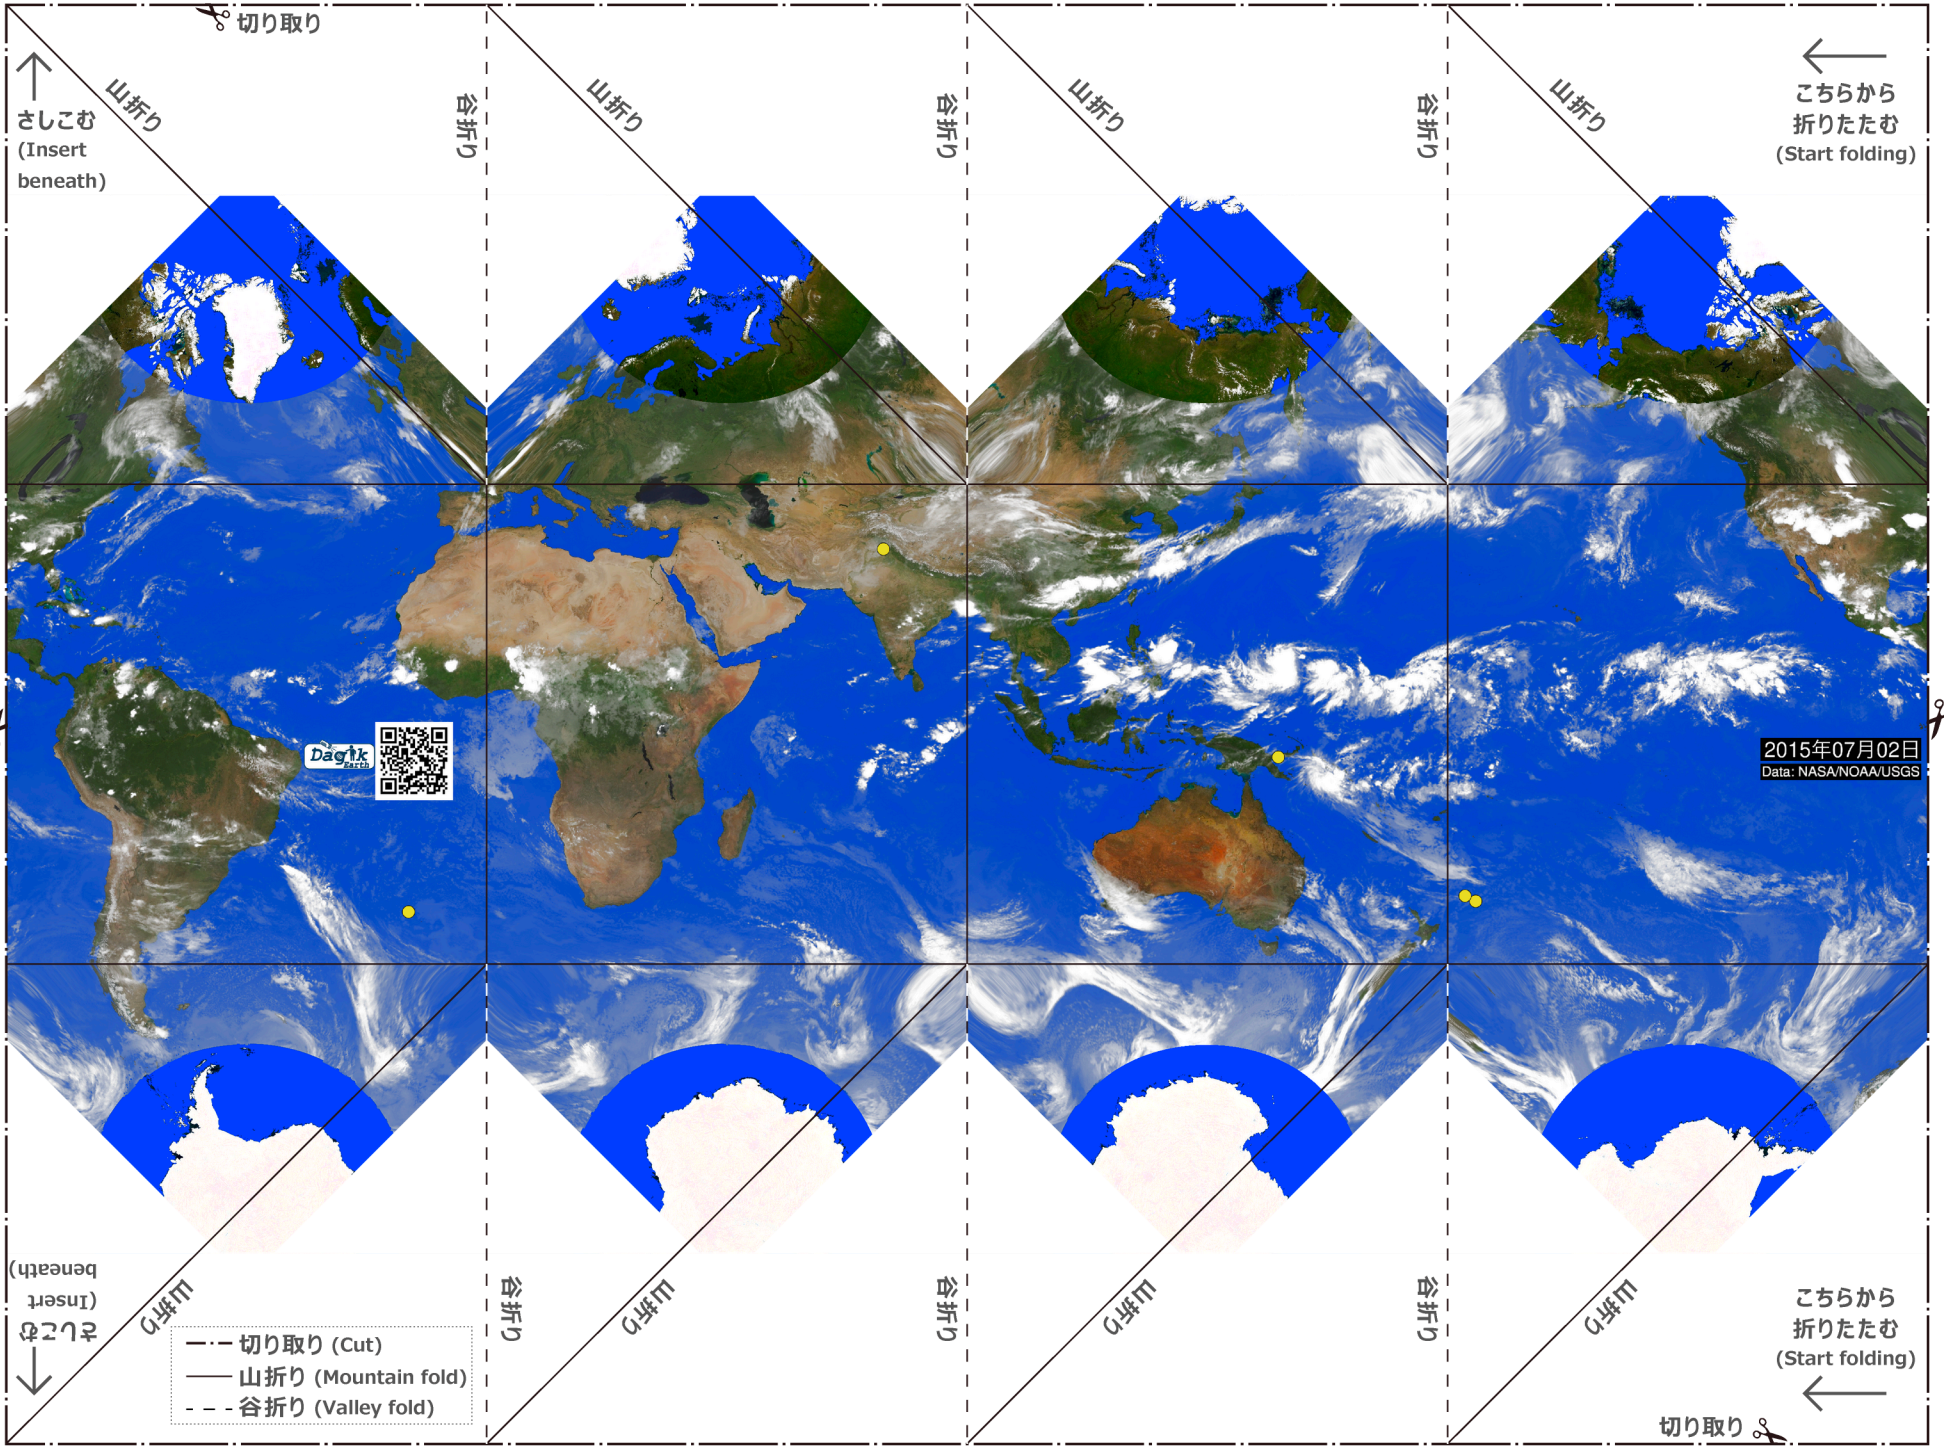 切り取り
山折り
谷折り
山折り
谷折り
山折り
谷折り
山折り
さしこむ
(Insert
beneath)
こちらから
折りたたむ
(Start folding)
Dagik
Earth
2015年07月02日
Data: NASA/NOAA/USGS
さしこむ
(Insert
beneath)
山折り
谷折り
山折り
谷折り
山折り
谷折り
山折り
こちらから
折りたたむ
(Start folding)
切り取り (Cut)
山折り (Mountain fold)
谷折り (Valley fold)
切り取り